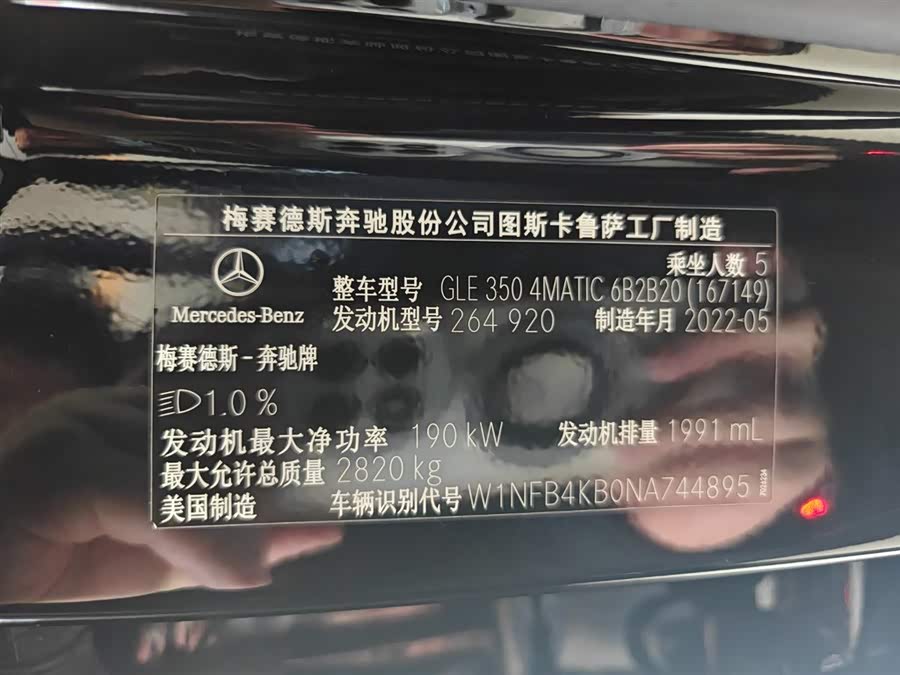 梅赛德斯奔驰股份公司图斯卡鲁萨工厂制造
乘坐人数 5
整车型号 GLE 350 4MATIC 6B2B20 (167149)
Mercedes-Benz
发动机型号 264 920 制造年月 2022-05
梅赛德斯-奔驰牌
1.0 %
发动机最大净功率 190 kW 发动机排量 1991 mL
最大允许总质量 2820 kg
美国制造 车辆识别代号 W1NFB4KB0NA744895